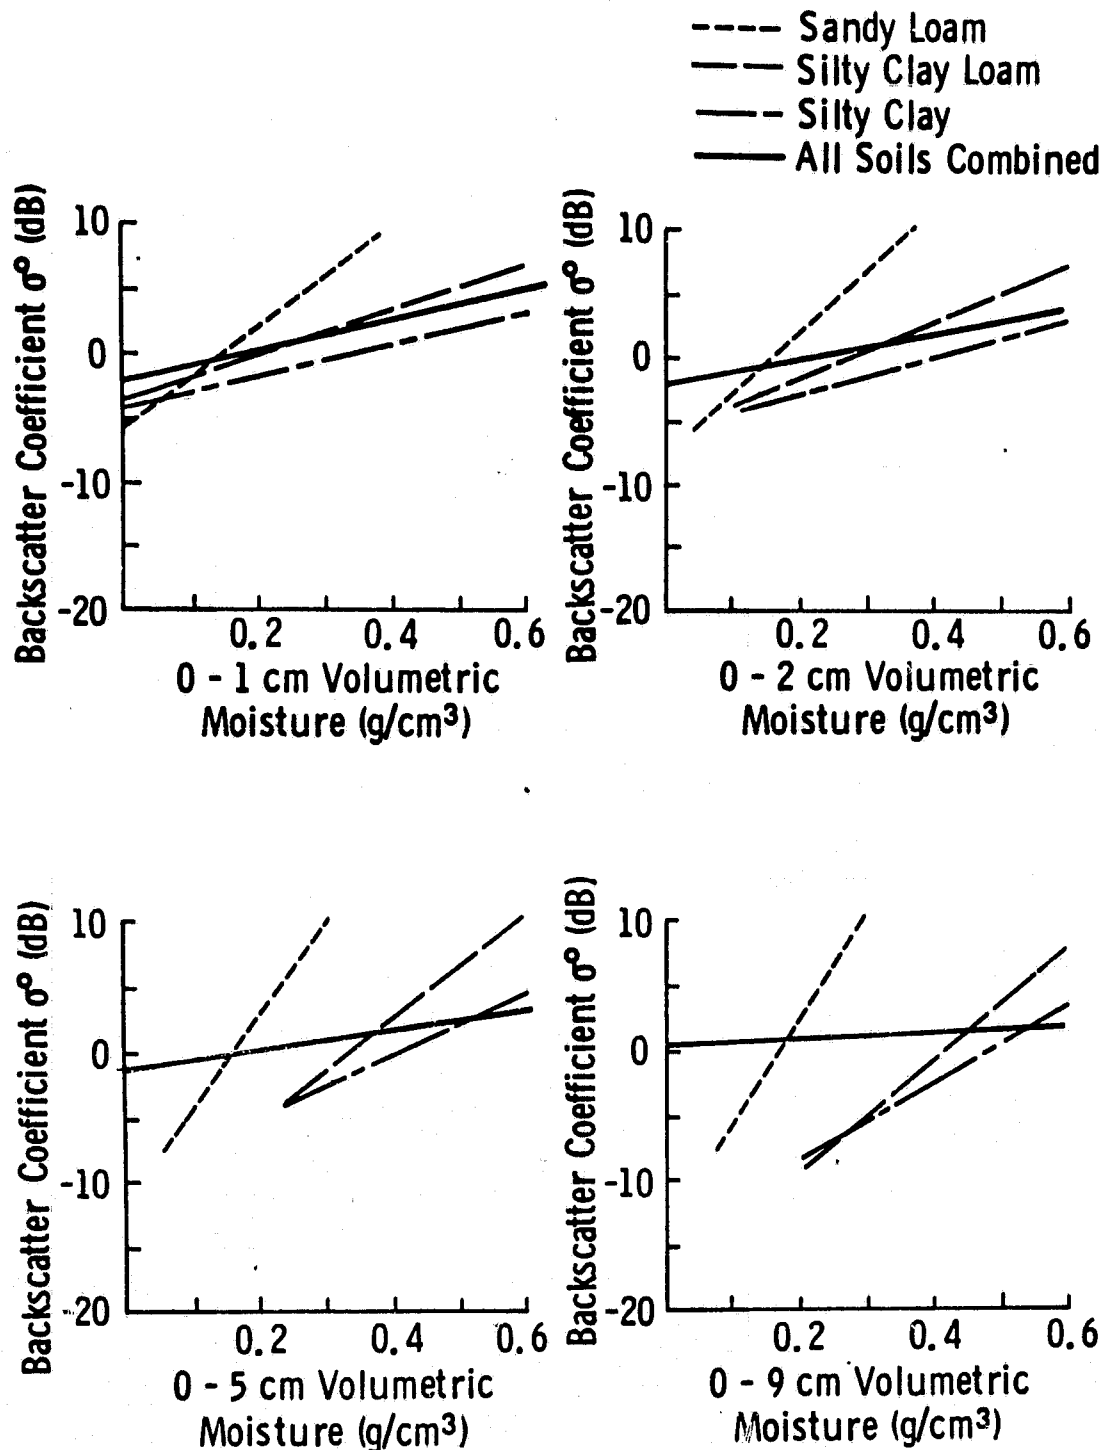 Sandy Loam
Silty Clay Loam
Silty Clay
All Soils Combined
Backscatter Coefficient σº (dB)
10
0
-10
-20
0.2 0.4 0.6
0 - 1 cm Volumetric
Moisture (g/cm³)
Backscatter Coefficient σº (dB)
10
0
-10
-20
0.2 0.4 0.6
0 - 2 cm Volumetric
Moisture (g/cm³)
Backscatter Coefficient σº (dB)
10
0
-10
-20
0.2 0.4 0.6
0 - 5 cm Volumetric
Moisture (g/cm³)
Backscatter Coefficient σº (dB)
10
0
-10
-20
0.2 0.4 0.6
0 - 9 cm Volumetric
Moisture (g/cm³)